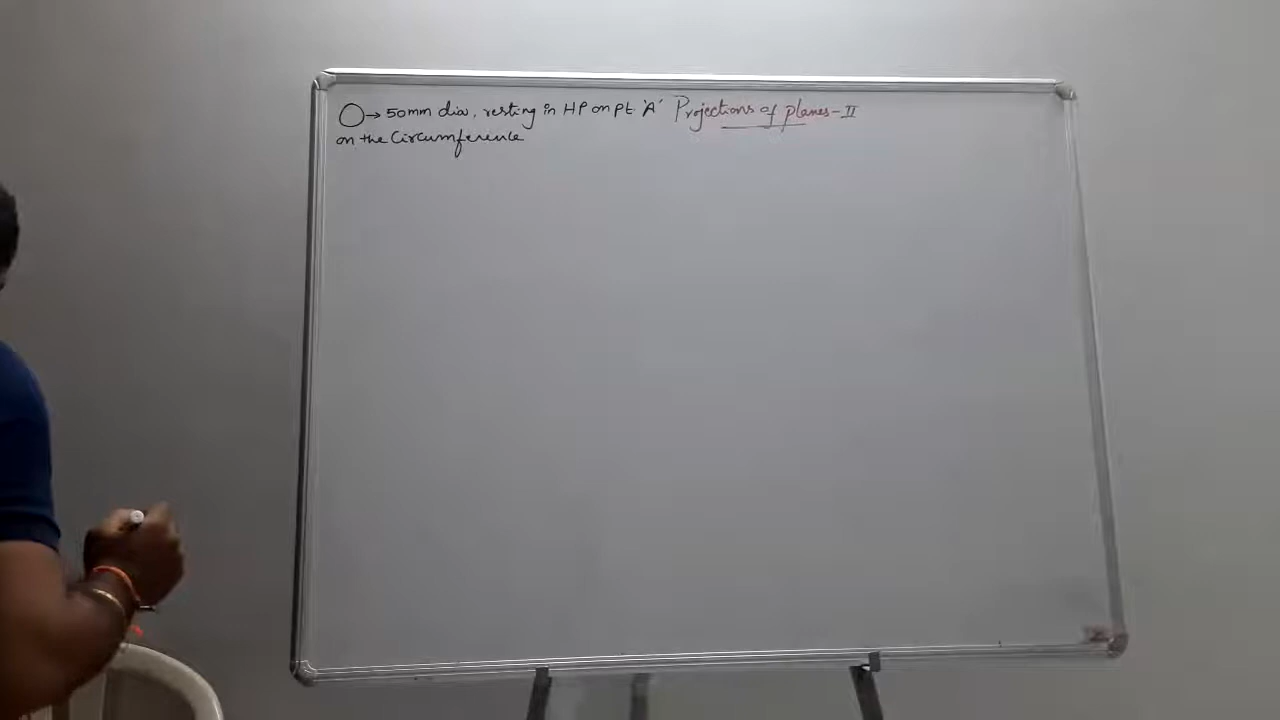 → 50mm dia, resting in HP on pt 'A' Projections of planes-II
on the Circumference